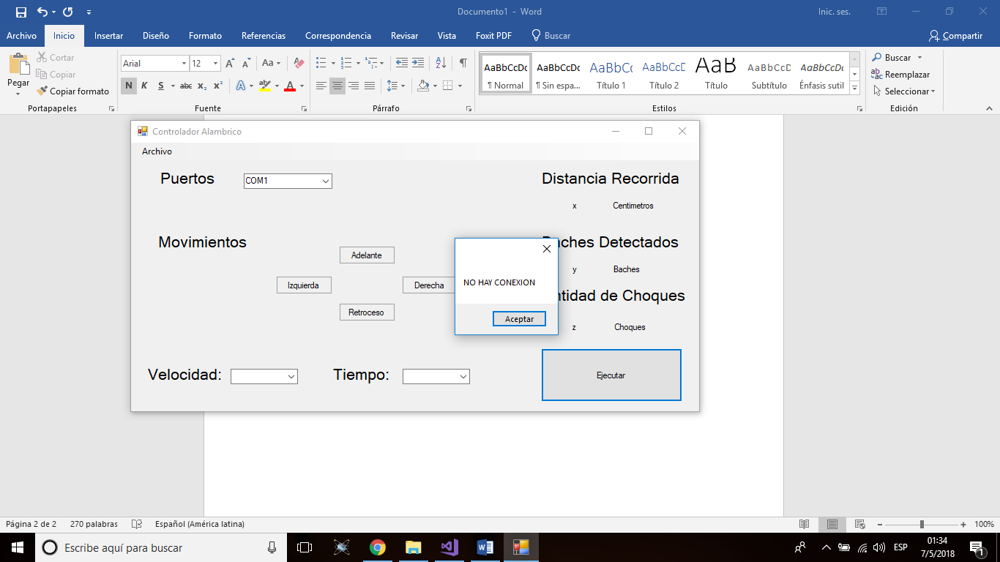 Documento1 - Word
Inic. ses.
Archivo Inicio Insertar Diseño Formato Referencias Correspondencia Revisar Vista Foxit PDF Buscar Compartir
Pegar
Cortar
Copiar
Copiar formato
Portapapeles
Arial 12 Aa
N K S abc x₂ x² A ab A
Fuente
Párrafo
AaBbCcDc AaBbCcDc AaBbC AaBbCcD AaB AaBbCcD AaBbCcDc
¶ Normal ¶ Sin espa... Título 1 Título 2 Título Subtítulo Énfasis sutil
Estilos
Buscar
Reemplazar
Seleccionar
Edición
Controlador Alambrico
Archivo
Puertos COM1
Distancia Recorrida
x Centimetros
Movimientos
Adelante
Izquierda Derecha
Retroceso
aches Detectados
y Baches
ntidad de Choques
z Choques
NO HAY CONEXION
Aceptar
Velocidad: Tiempo:
Ejecutar
Página 2 de 2 270 palabras Español (América latina) 100%
Escribe aquí para buscar
ESP
01:34
7/5/2018
1